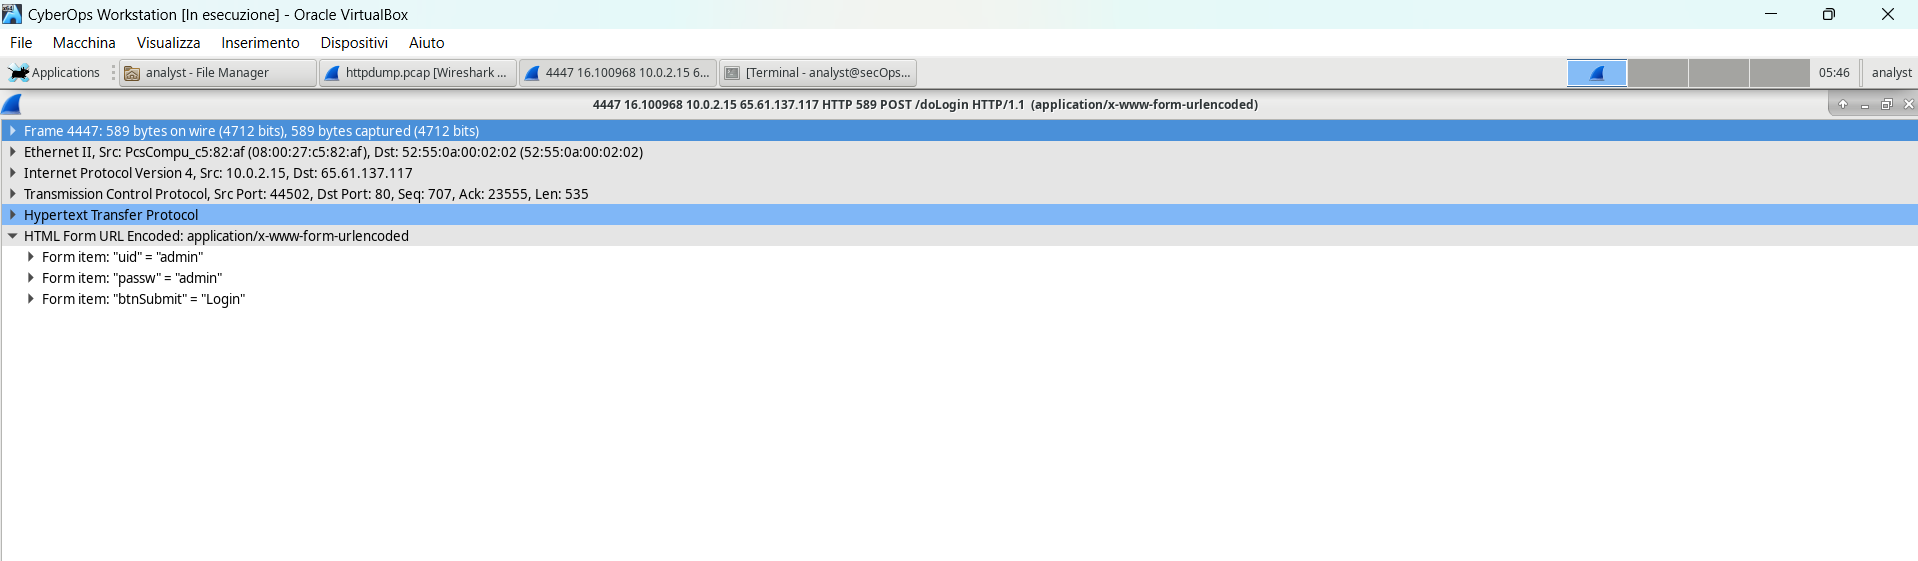 CyberOps Workstation [In esecuzione] - Oracle VirtualBox
File Macchina Visualizza Inserimento Dispositivi Aiuto
Applications analyst - File Manager httpdump.pcap [Wireshark ... 4447 16.100968 10.0.2.15 6... [Terminal - analyst@secOps... 05:46 analyst
4447 16.100968 10.0.2.15 65.61.137.117 HTTP 589 POST /doLogin HTTP/1.1 (application/x-www-form-urlencoded)
Frame 4447: 589 bytes on wire (4712 bits), 589 bytes captured (4712 bits)
Ethernet II, Src: PcsCompu_c5:82:af (08:00:27:c5:82:af), Dst: 52:55:0a:00:02:02 (52:55:0a:00:02:02)
Internet Protocol Version 4, Src: 10.0.2.15, Dst: 65.61.137.117
Transmission Control Protocol, Src Port: 44502, Dst Port: 80, Seq: 707, Ack: 23555, Len: 535
Hypertext Transfer Protocol
HTML Form URL Encoded: application/x-www-form-urlencoded
Form item: "uid" = "admin"
Form item: "passw" = "admin"
Form item: "btnSubmit" = "Login"